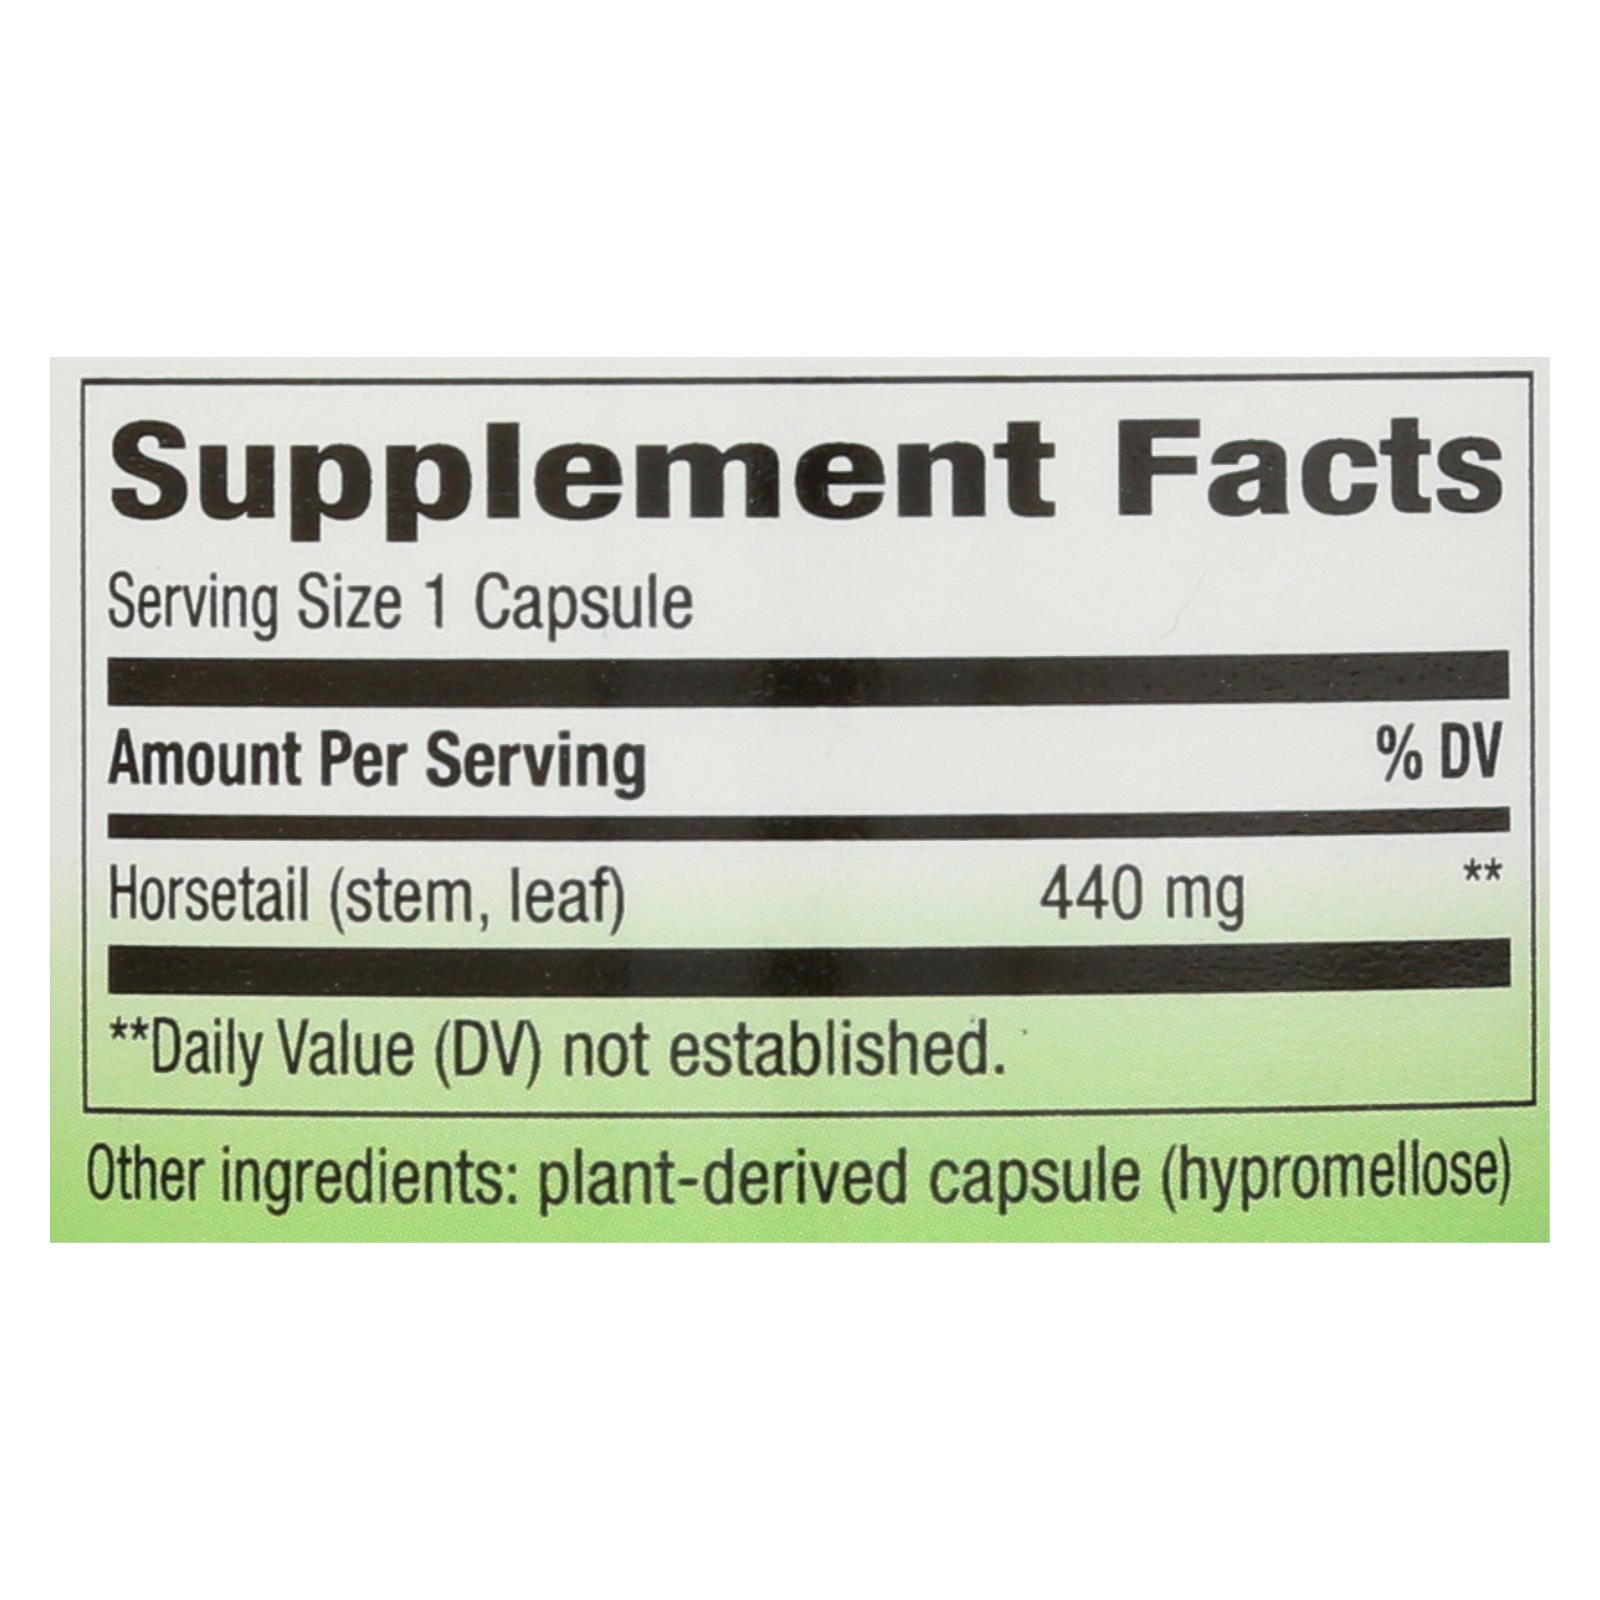 Supplement Facts
Serving Size 1 Capsule
Amount Per Serving % DV
Horsetail (stem, leaf) 440 mg **
**Daily Value (DV) not established.
Other ingredients: plant-derived capsule (hypromellose)